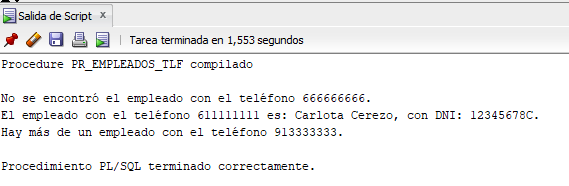 Salida de Script x
Tarea terminada en 1,553 segundos
Procedure PR_EMPLEADOS_TLF compilado
No se encontró el empleado con el teléfono 666666666.
El empleado con el teléfono 611111111 es: Carlota Cerezo, con DNI: 12345678C.
Hay más de un empleado con el teléfono 913333333.
Procedimiento PL/SQL terminado correctamente.